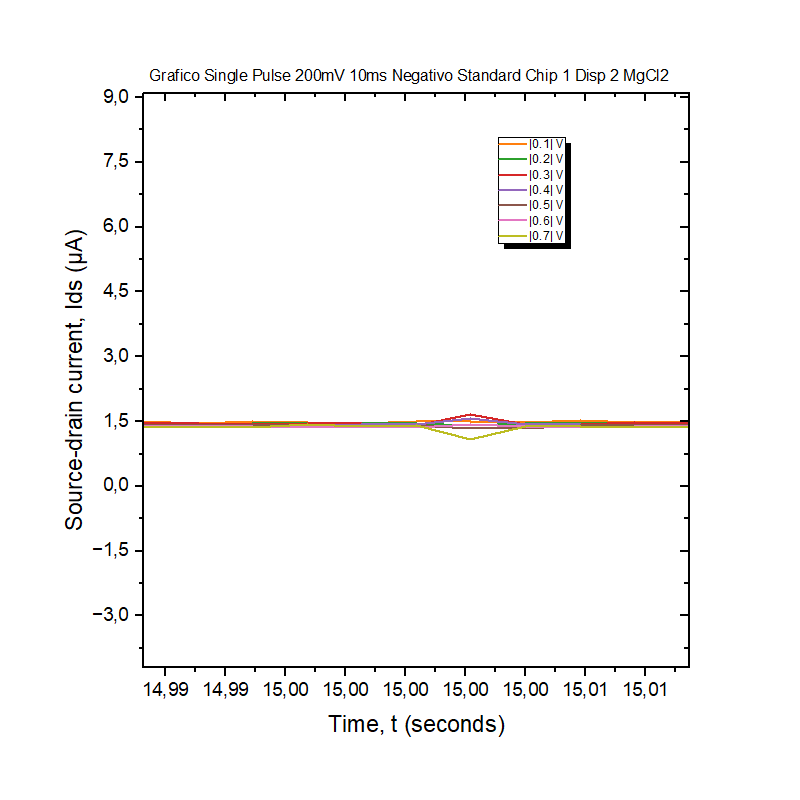 Grafico Single Pulse 200mV 10ms Negativo Standard Chip 1 Disp 2 MgCl2
|0.1| V
|0.2| V
|0.3| V
|0.4| V
|0.5| V
|0.6| V
|0.7| V
Source-drain current, Ids (µA)
9,0
7,5
6,0
4,5
3,0
1,5
0,0
−1,5
−3,0
14,99 14,99 15,00 15,00 15,00 15,00 15,00 15,01 15,01
Time, t (seconds)